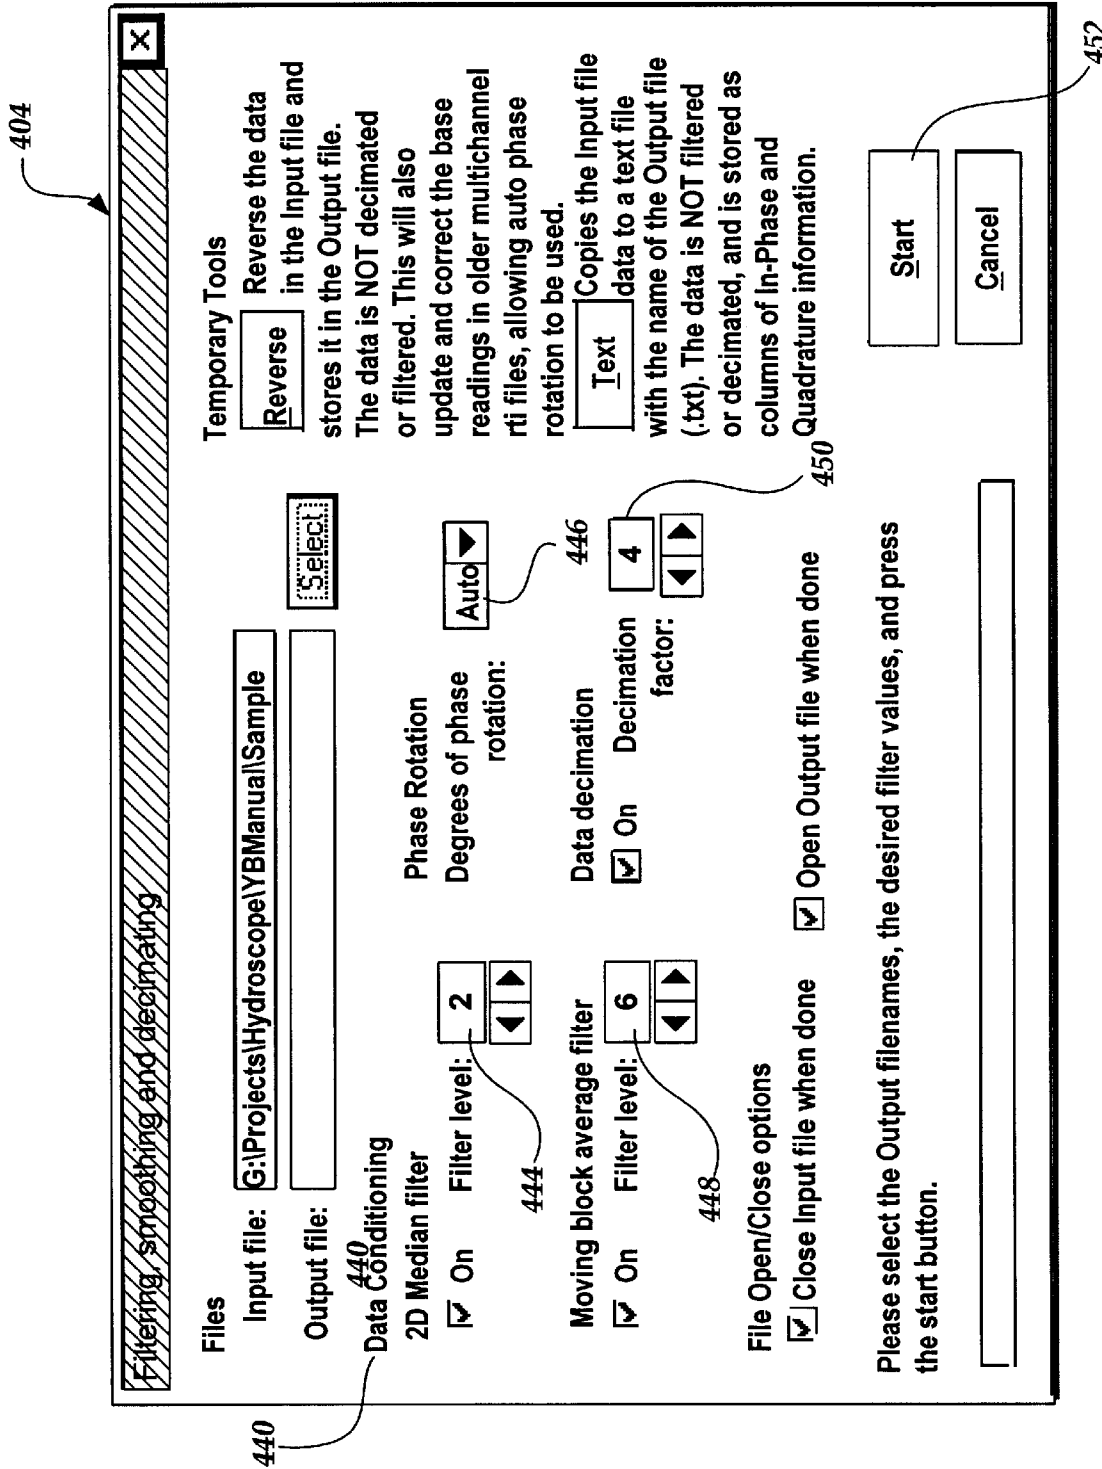 404
Filtering, smoothing and decimating
X
Files
Input file: G:\Projects\Hydroscope\YBManual\Sample
Output file:
Select
440
440
Data Conditioning
2D Median filter
On Filter level: 2
444
Phase Rotation
Degrees of phase
rotation:
Auto
446
Moving block average filter
On Filter level: 6
448
Data decimation
On Decimation
factor:
4
450
File Open/Close options
Close Input file when done
Open Output file when done
Please select the Output filenames, the desired filter values, and press
the start button.
Temporary Tools
Reverse
Reverse the data
in the Input file and
stores it in the Output file.
The data is NOT decimated
or filtered. This will also
update and correct the base
readings in older multichannel
rti files, allowing auto phase
rotation to be used.
Text
Copies the Input file
data to a text file
with the name of the Output file
(.txt). The data is NOT filtered
or decimated, and is stored as
columns of In-Phase and
Quadrature information.
Start
Cancel
452